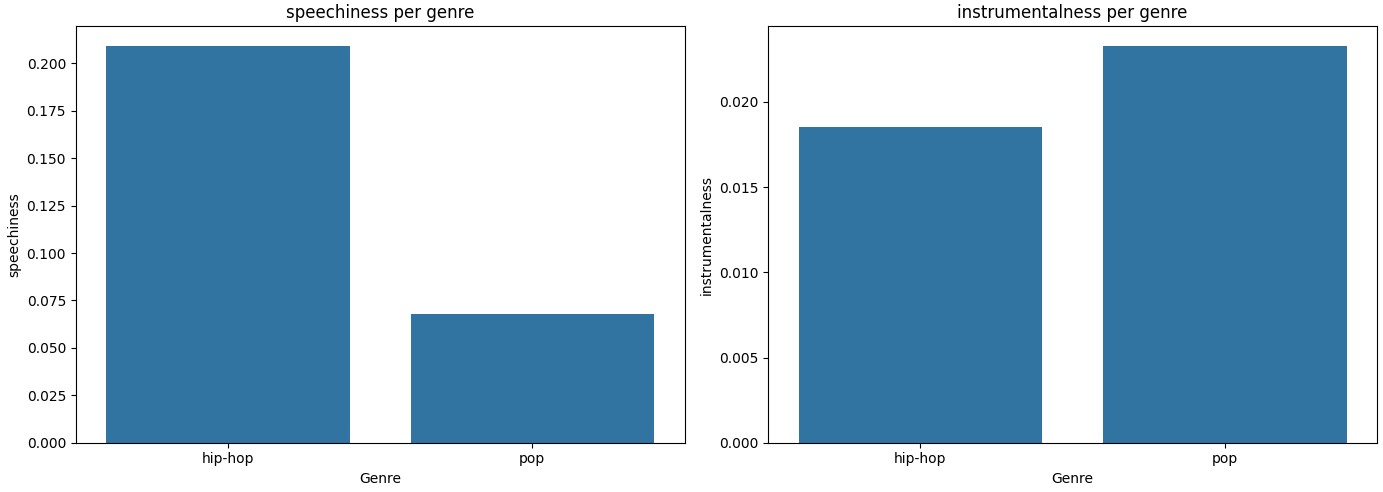 speechiness per genre
0.200
0.175
0.150
0.125
0.100
0.075
0.050
0.025
0.000
speechiness
hip-hop pop
Genre
instrumentalness per genre
0.020
0.015
0.010
0.005
0.000
instrumentalness
hip-hop pop
Genre